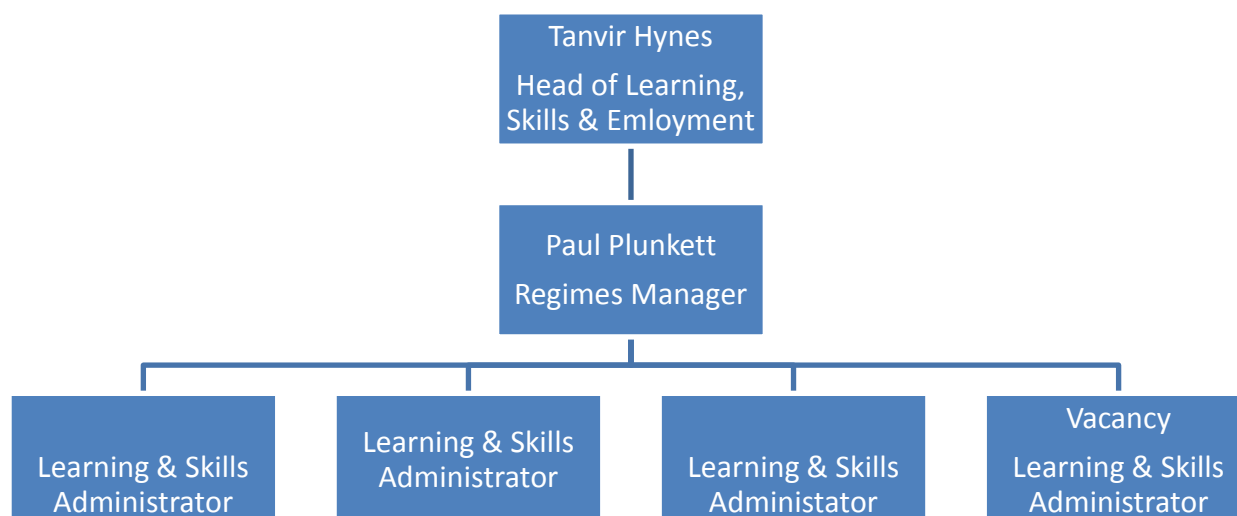 Tanvir Hynes
Head of Learning,
Skills & Emloyment
Paul Plunkett
Regimes Manager
Learning & Skills
Administrator
Learning & Skills
Administrator
Learning & Skills
Administator
Vacancy
Learning & Skills
Administrator